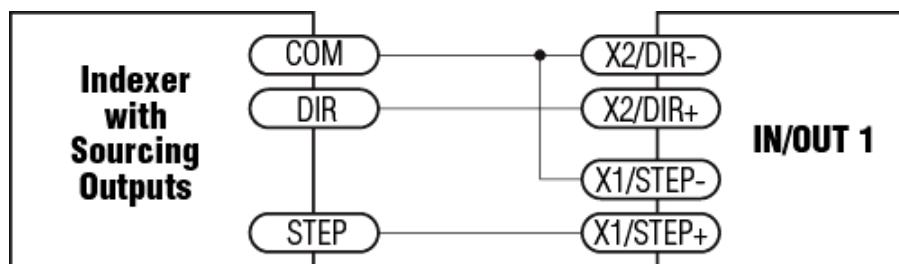 Indexer
with
Sourcing
Outputs
COM
DIR
STEP
X2/DIR-
X2/DIR+
X1/STEP-
X1/STEP+
IN/OUT 1